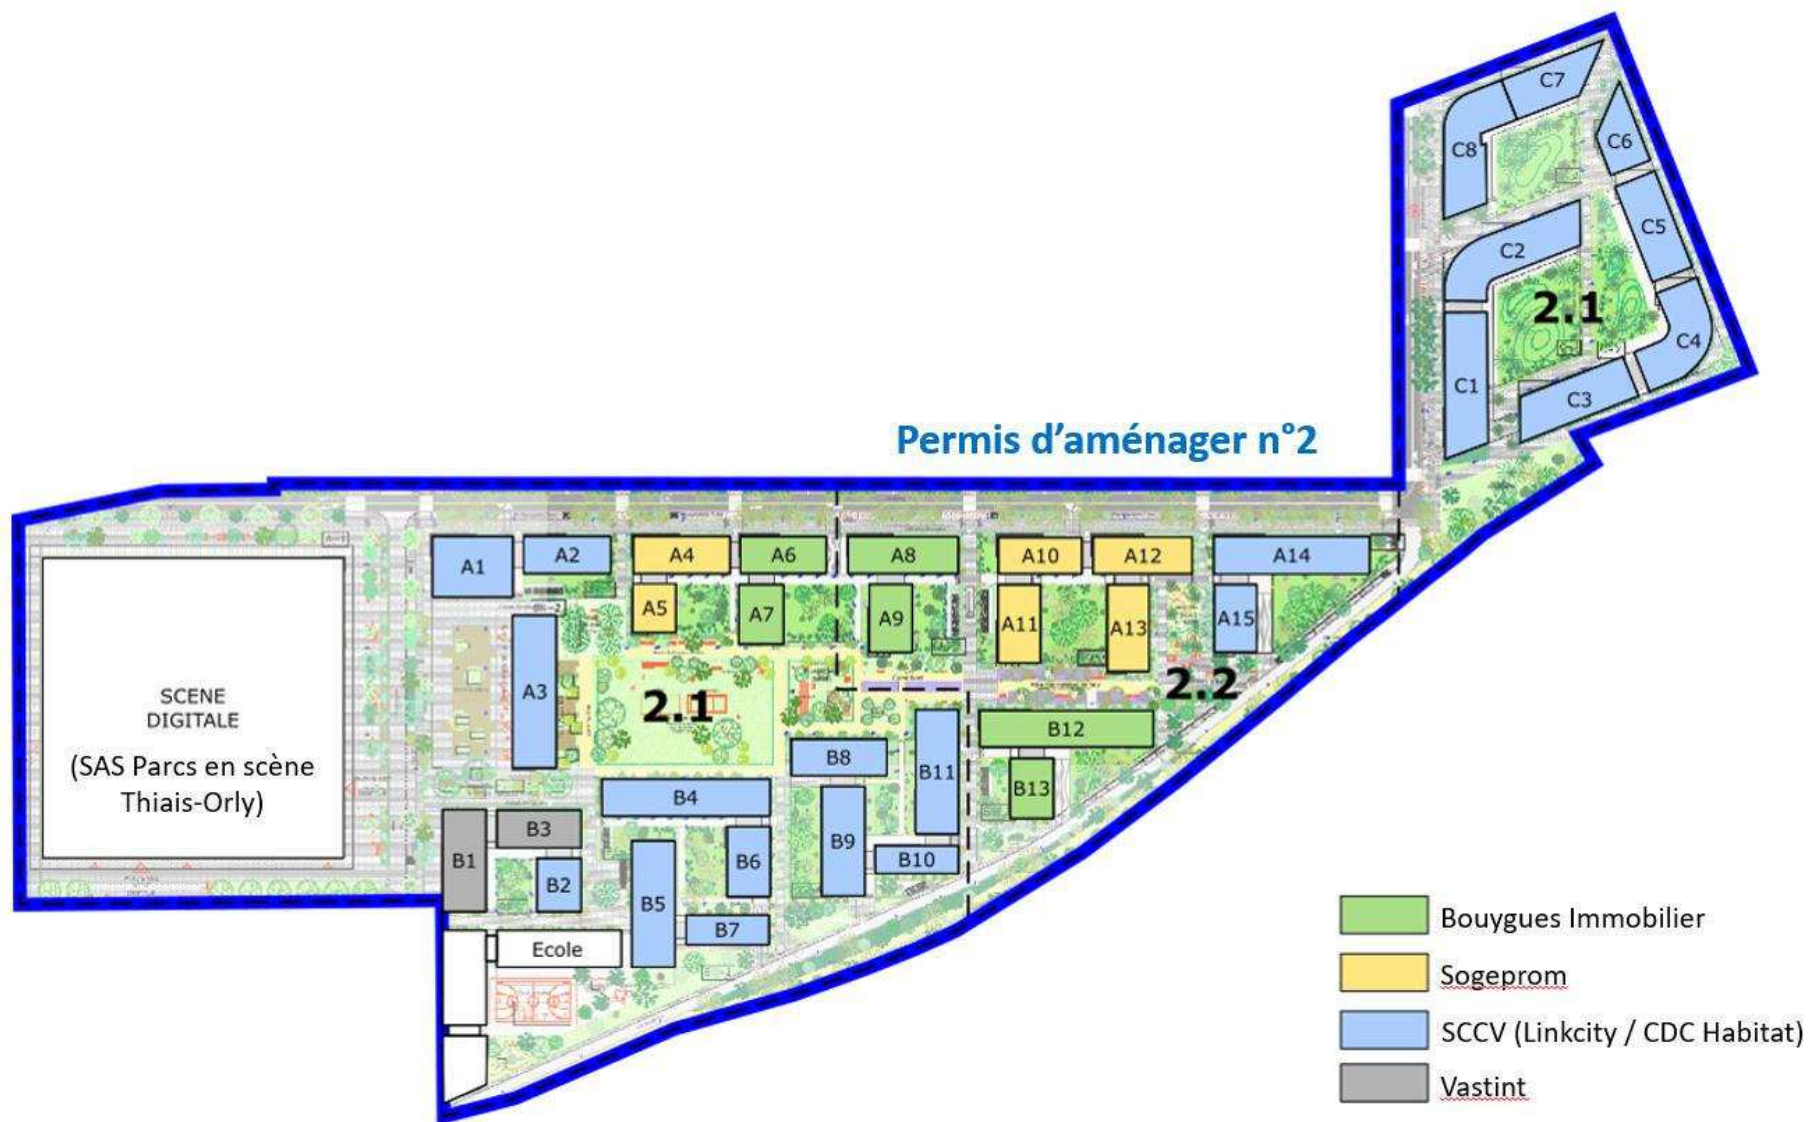 C7
C8
C6
C5
C2
2.1
C4
C1
C3
Permis d’aménager n°2
A1
A2
A4
A6
A8
A10
A12
A14
A5
A7
A9
A11
A13
A15
A3
2.1
2.2
SCENE
DIGITALE
(SAS Parcs en scène
Thiais-Orly)
B12
B8
B11
B4
B13
B3
B1
B6
B9
B10
B2
B5
B7
Ecole
Bouygues Immobilier
Sogeprom
SCCV (Linkcity / CDC Habitat)
Vastint